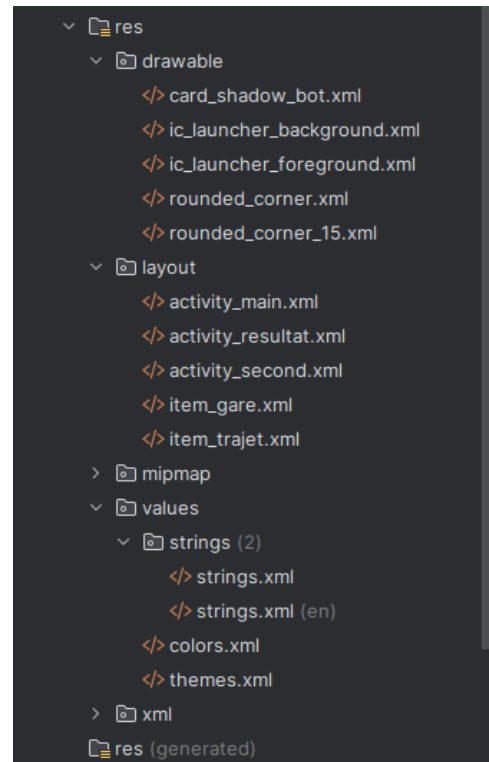 res
drawable
</> card_shadow_bot.xml
</> ic_launcher_background.xml
</> ic_launcher_foreground.xml
</> rounded_corner.xml
</> rounded_corner_15.xml
layout
</> activity_main.xml
</> activity_resultat.xml
</> activity_second.xml
</> item_gare.xml
</> item_trajet.xml
mipmap
values
strings (2)
</> strings.xml
</> strings.xml (en)
</> colors.xml
</> themes.xml
xml
res (generated)